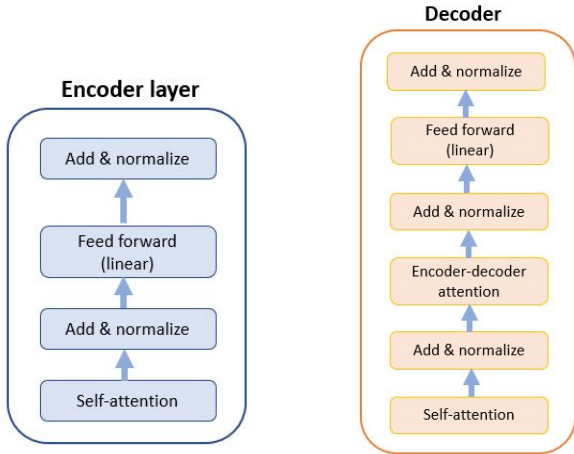 Encoder layer
Add & normalize
Feed forward
(linear)
Add & normalize
Self-attention
Decoder
Add & normalize
Feed forward
(linear)
Add & normalize
Encoder-decoder
attention
Add & normalize
Self-attention